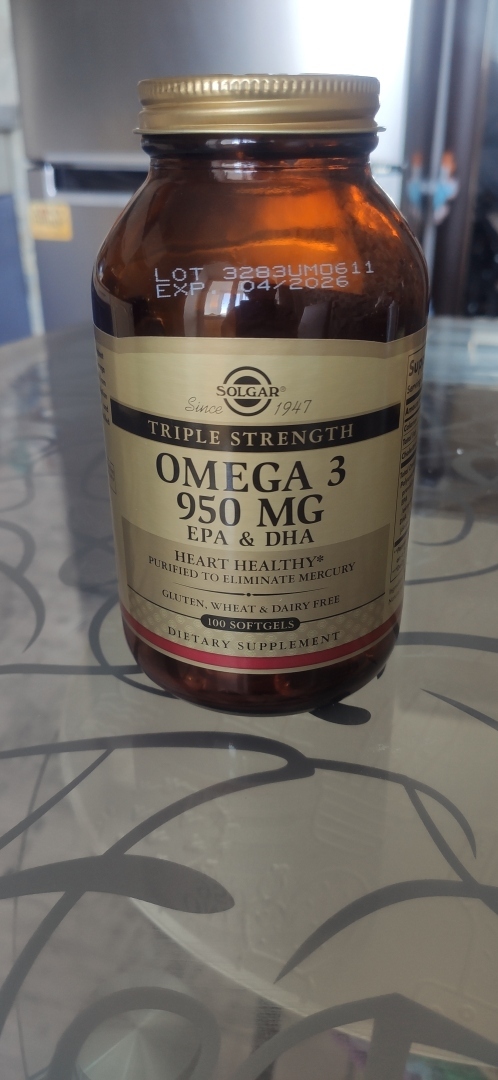 LOT 3283UM0611
EXP 04/2026
SOLGAR®
Since 1947
TRIPLE STRENGTH
OMEGA 3
950 MG
EPA & DHA
HEART HEALTHY*
PURIFIED TO ELIMINATE MERCURY
GLUTEN, WHEAT & DAIRY FREE
100 SOFTGELS
DIETARY SUPPLEMENT